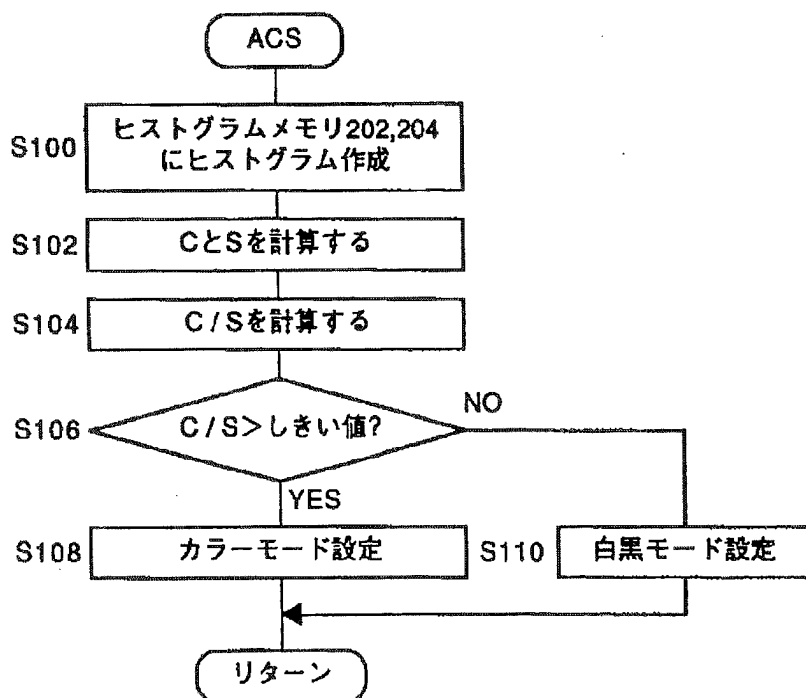 ACS
S100
ヒストグラムメモリ202,204
にヒストグラム作成
S102
CとSを計算する
S104
C/Sを計算する
S106
C/S>しきい値?
NO
YES
S108
カラーモード設定
S110
白黒モード設定
リターン